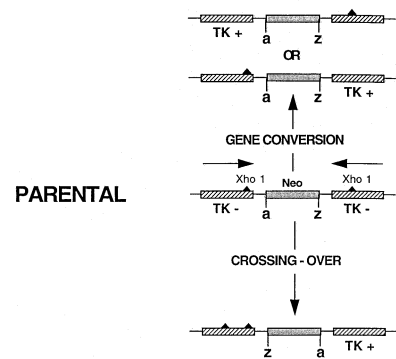 TK +
a z
OR
a z
TK +
GENE CONVERSION
Xho 1 Neo Xho 1
PARENTAL
TK - a z TK -
CROSSING - OVER
TK +
z a